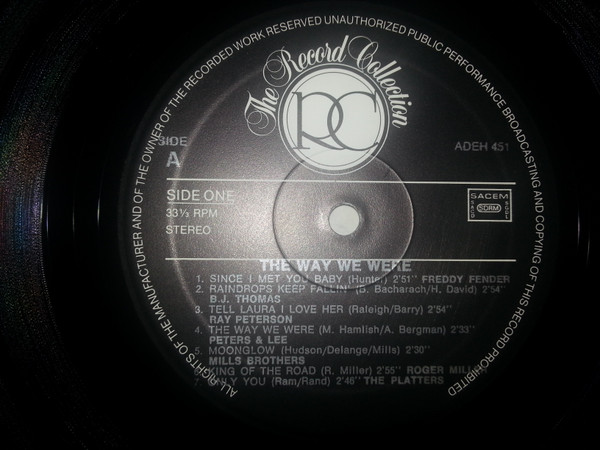 ALL RIGHTS OF THE MANUFACTURER AND OF THE OWNER OF THE RECORDED WORK RESERVED UNAUTHORIZED PUBLIC PERFORMANCE BROADCASTING AND COPYING OF THIS RECORD PROHIBITED
The Record Collection
RC
SIDE
A
ADEH 451
SIDE ONE
33⅓ RPM
STEREO
SACEM
SDRM
THE WAY WE WERE
1. SINCE I MET YOU BABY (Hunter) 2'51" FREDDY FENDER
2. RAINDROPS KEEP FALLIN' (B. Bacharach/H. David) 2'54"
B.J. THOMAS
3. TELL LAURA I LOVE HER (Raleigh/Barry) 2'54"
RAY PETERSON
4. THE WAY WE WERE (M. Hamlish/A. Bergman) 2'33"
PETERS & LEE
5. MOONGLOW (Hudson/Delange/Mills) 2'30"
MILLS BROTHERS
KING OF THE ROAD (R. Miller) 2'55" ROGER
ONLY YOU (Ram/Rand) 2'46" THE PLATTERS